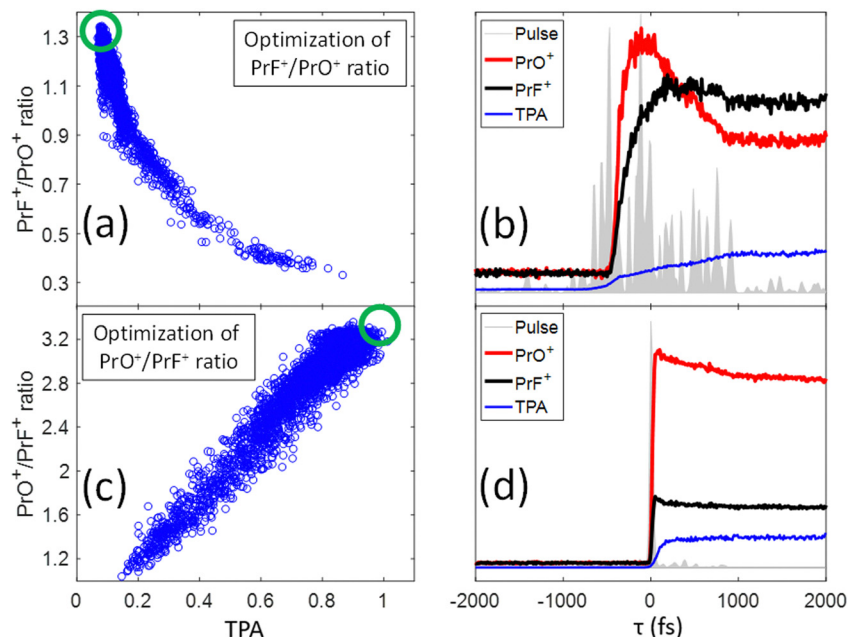 1.3
1.1
0.9
0.7
0.5
0.3
PrF⁺/PrO⁺ ratio
Optimization of
PrF⁺/PrO⁺ ratio
(a)
Pulse
PrO⁺
PrF⁺
TPA
(b)
3.2
2.8
2.4
2
1.6
1.2
PrO⁺/PrF⁺ ratio
Optimization of
PrO⁺/PrF⁺ ratio
(c)
0
0.2
0.4
0.6
0.8
1
TPA
Pulse
PrO⁺
PrF⁺
TPA
(d)
-2000
-1000
0
1000
2000
τ (fs)